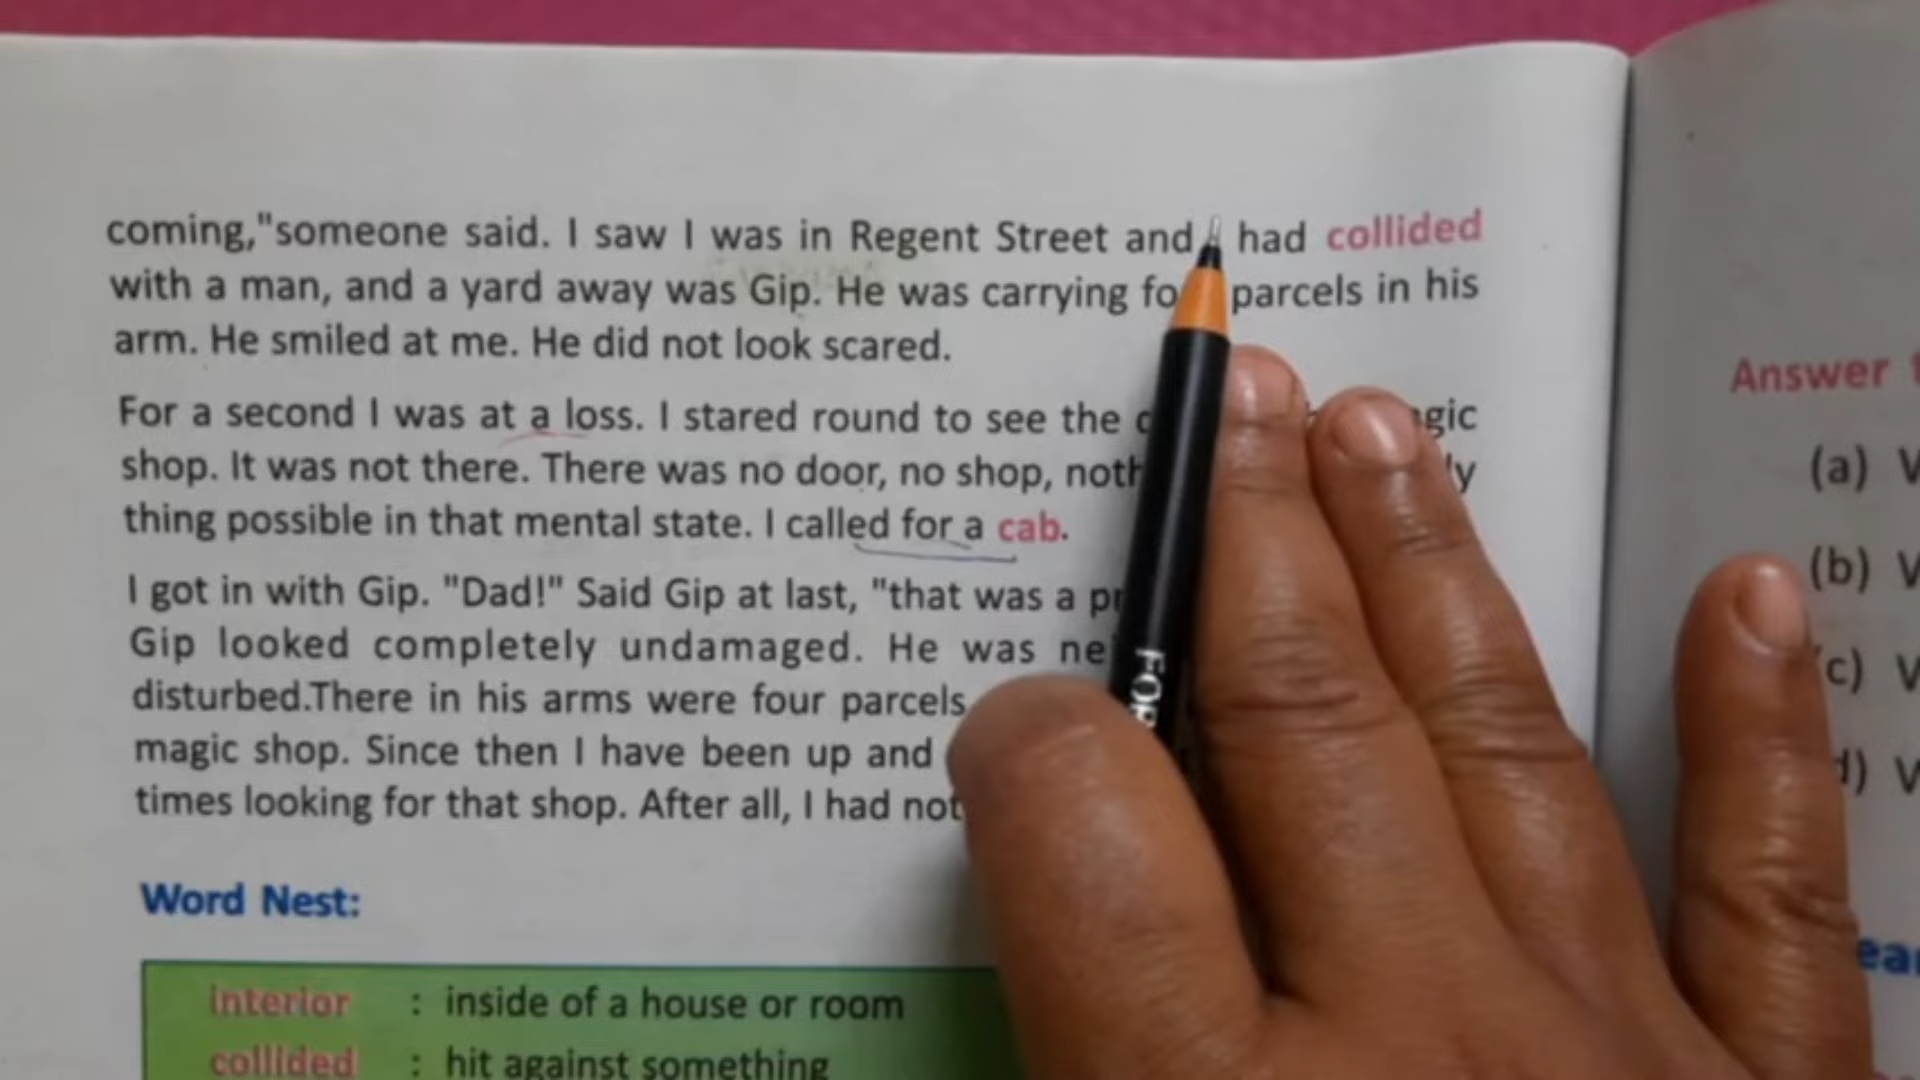 coming,"someone said. I saw I was in Regent Street and had collided
with a man, and a yard away was Gip. He was carrying parcels in his
arm. He smiled at me. He did not look scared.
For a second I was at a loss. I stared round to see the
shop. It was not there. There was no door, no shop,
thing possible in that mental state. I called for a cab.
I got in with Gip. "Dad!" Said Gip at last, "that was a
Gip looked completely undamaged. He was
disturbed.There in his arms were four parcels
magic shop. Since then I have been up and
times looking for that shop. After all, I had not
Word Nest:
interior : inside of a house or room
collided : hit against something
Answer
(a)
(b)
(c)